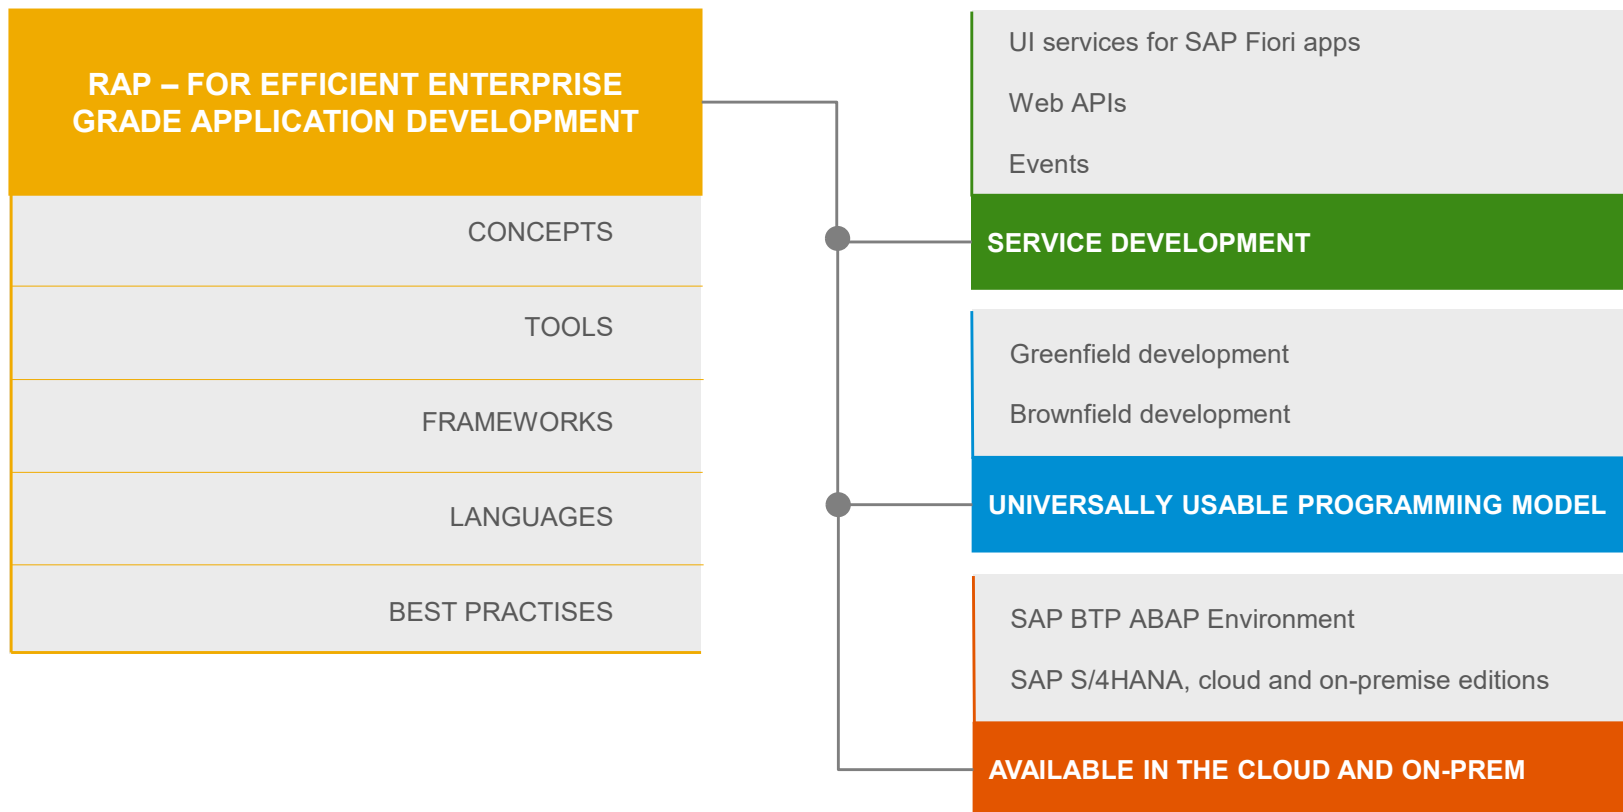 RAP – FOR EFFICIENT ENTERPRISE
GRADE APPLICATION DEVELOPMENT
CONCEPTS
TOOLS
FRAMEWORKS
LANGUAGES
BEST PRACTISES
UI services for SAP Fiori apps
Web APIs
Events
SERVICE DEVELOPMENT
Greenfield development
Brownfield development
UNIVERSALLY USABLE PROGRAMMING MODEL
SAP BTP ABAP Environment
SAP S/4HANA, cloud and on-premise editions
AVAILABLE IN THE CLOUD AND ON-PREM